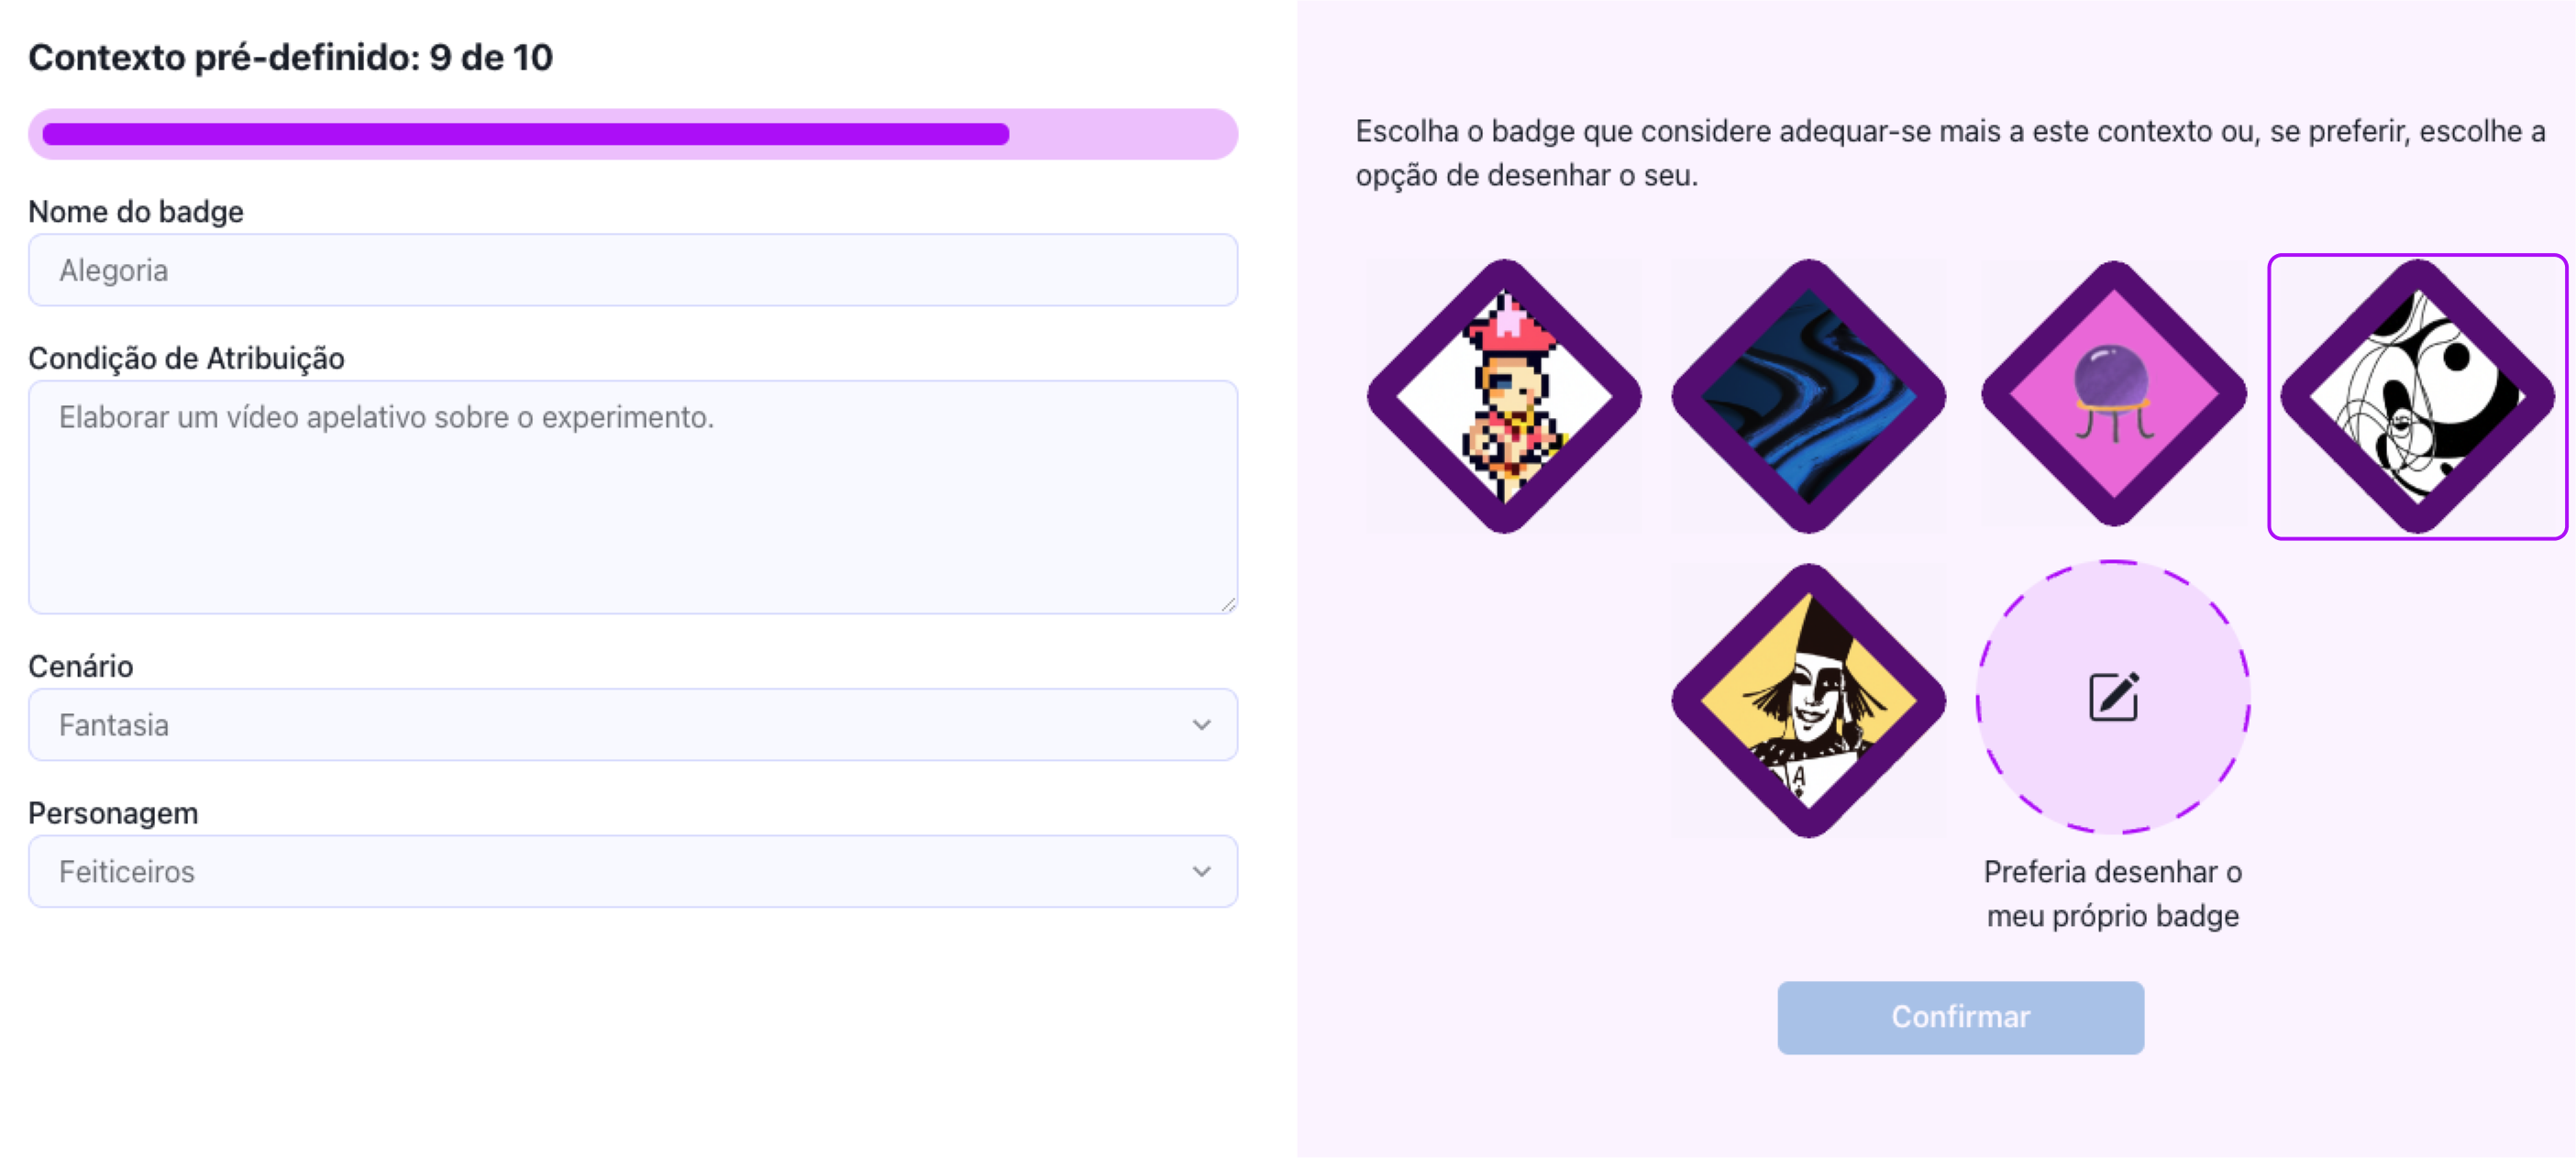 Contexto pré-definido: 9 de 10
Nome do badge
Alegoria
Condição de Atribuição
Elaborar um vídeo apelativo sobre o experimento.
Cenário
Fantasia
Personagem
Feiticeiros
Escolha o badge que considere adequar-se mais a este contexto ou, se preferir, escolhe a
opção de desenhar o seu.
A
Preferia desenhar o
meu próprio badge
Confirmar